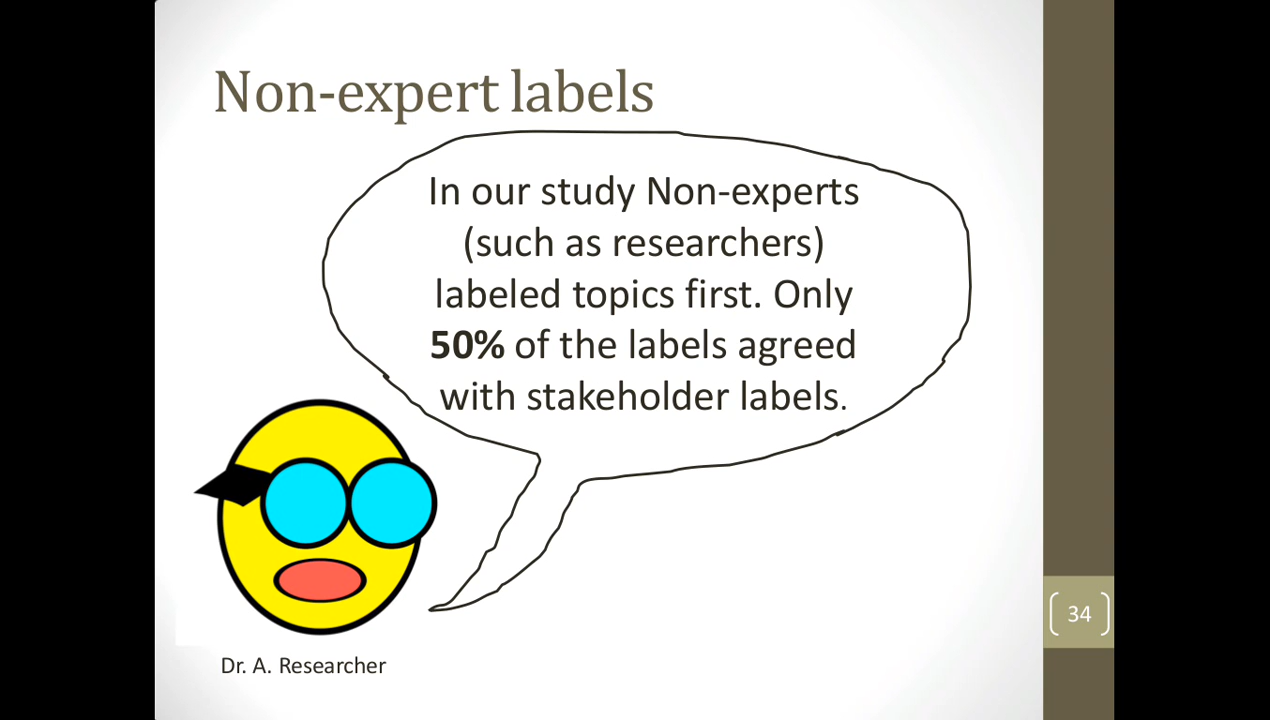 Non-expert labels
In our study Non-experts
(such as researchers)
labeled topics first. Only
50% of the labels agreed
with stakeholder labels.
Dr. A. Researcher
34